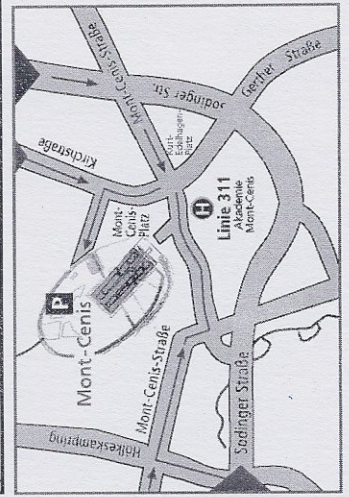 Mont-Cenis-Straße
Sodinger Str.
Gerther Straße
Kirchstraße
Kurt-
Edelhagen-
Platz
Mont-
Cenis-
Platz
H
Linie 311
Akademie
Mont-Cenis
P
Mont-Cenis
Mont-Cenis-Straße
Sodinger Straße
Hölkeskampring